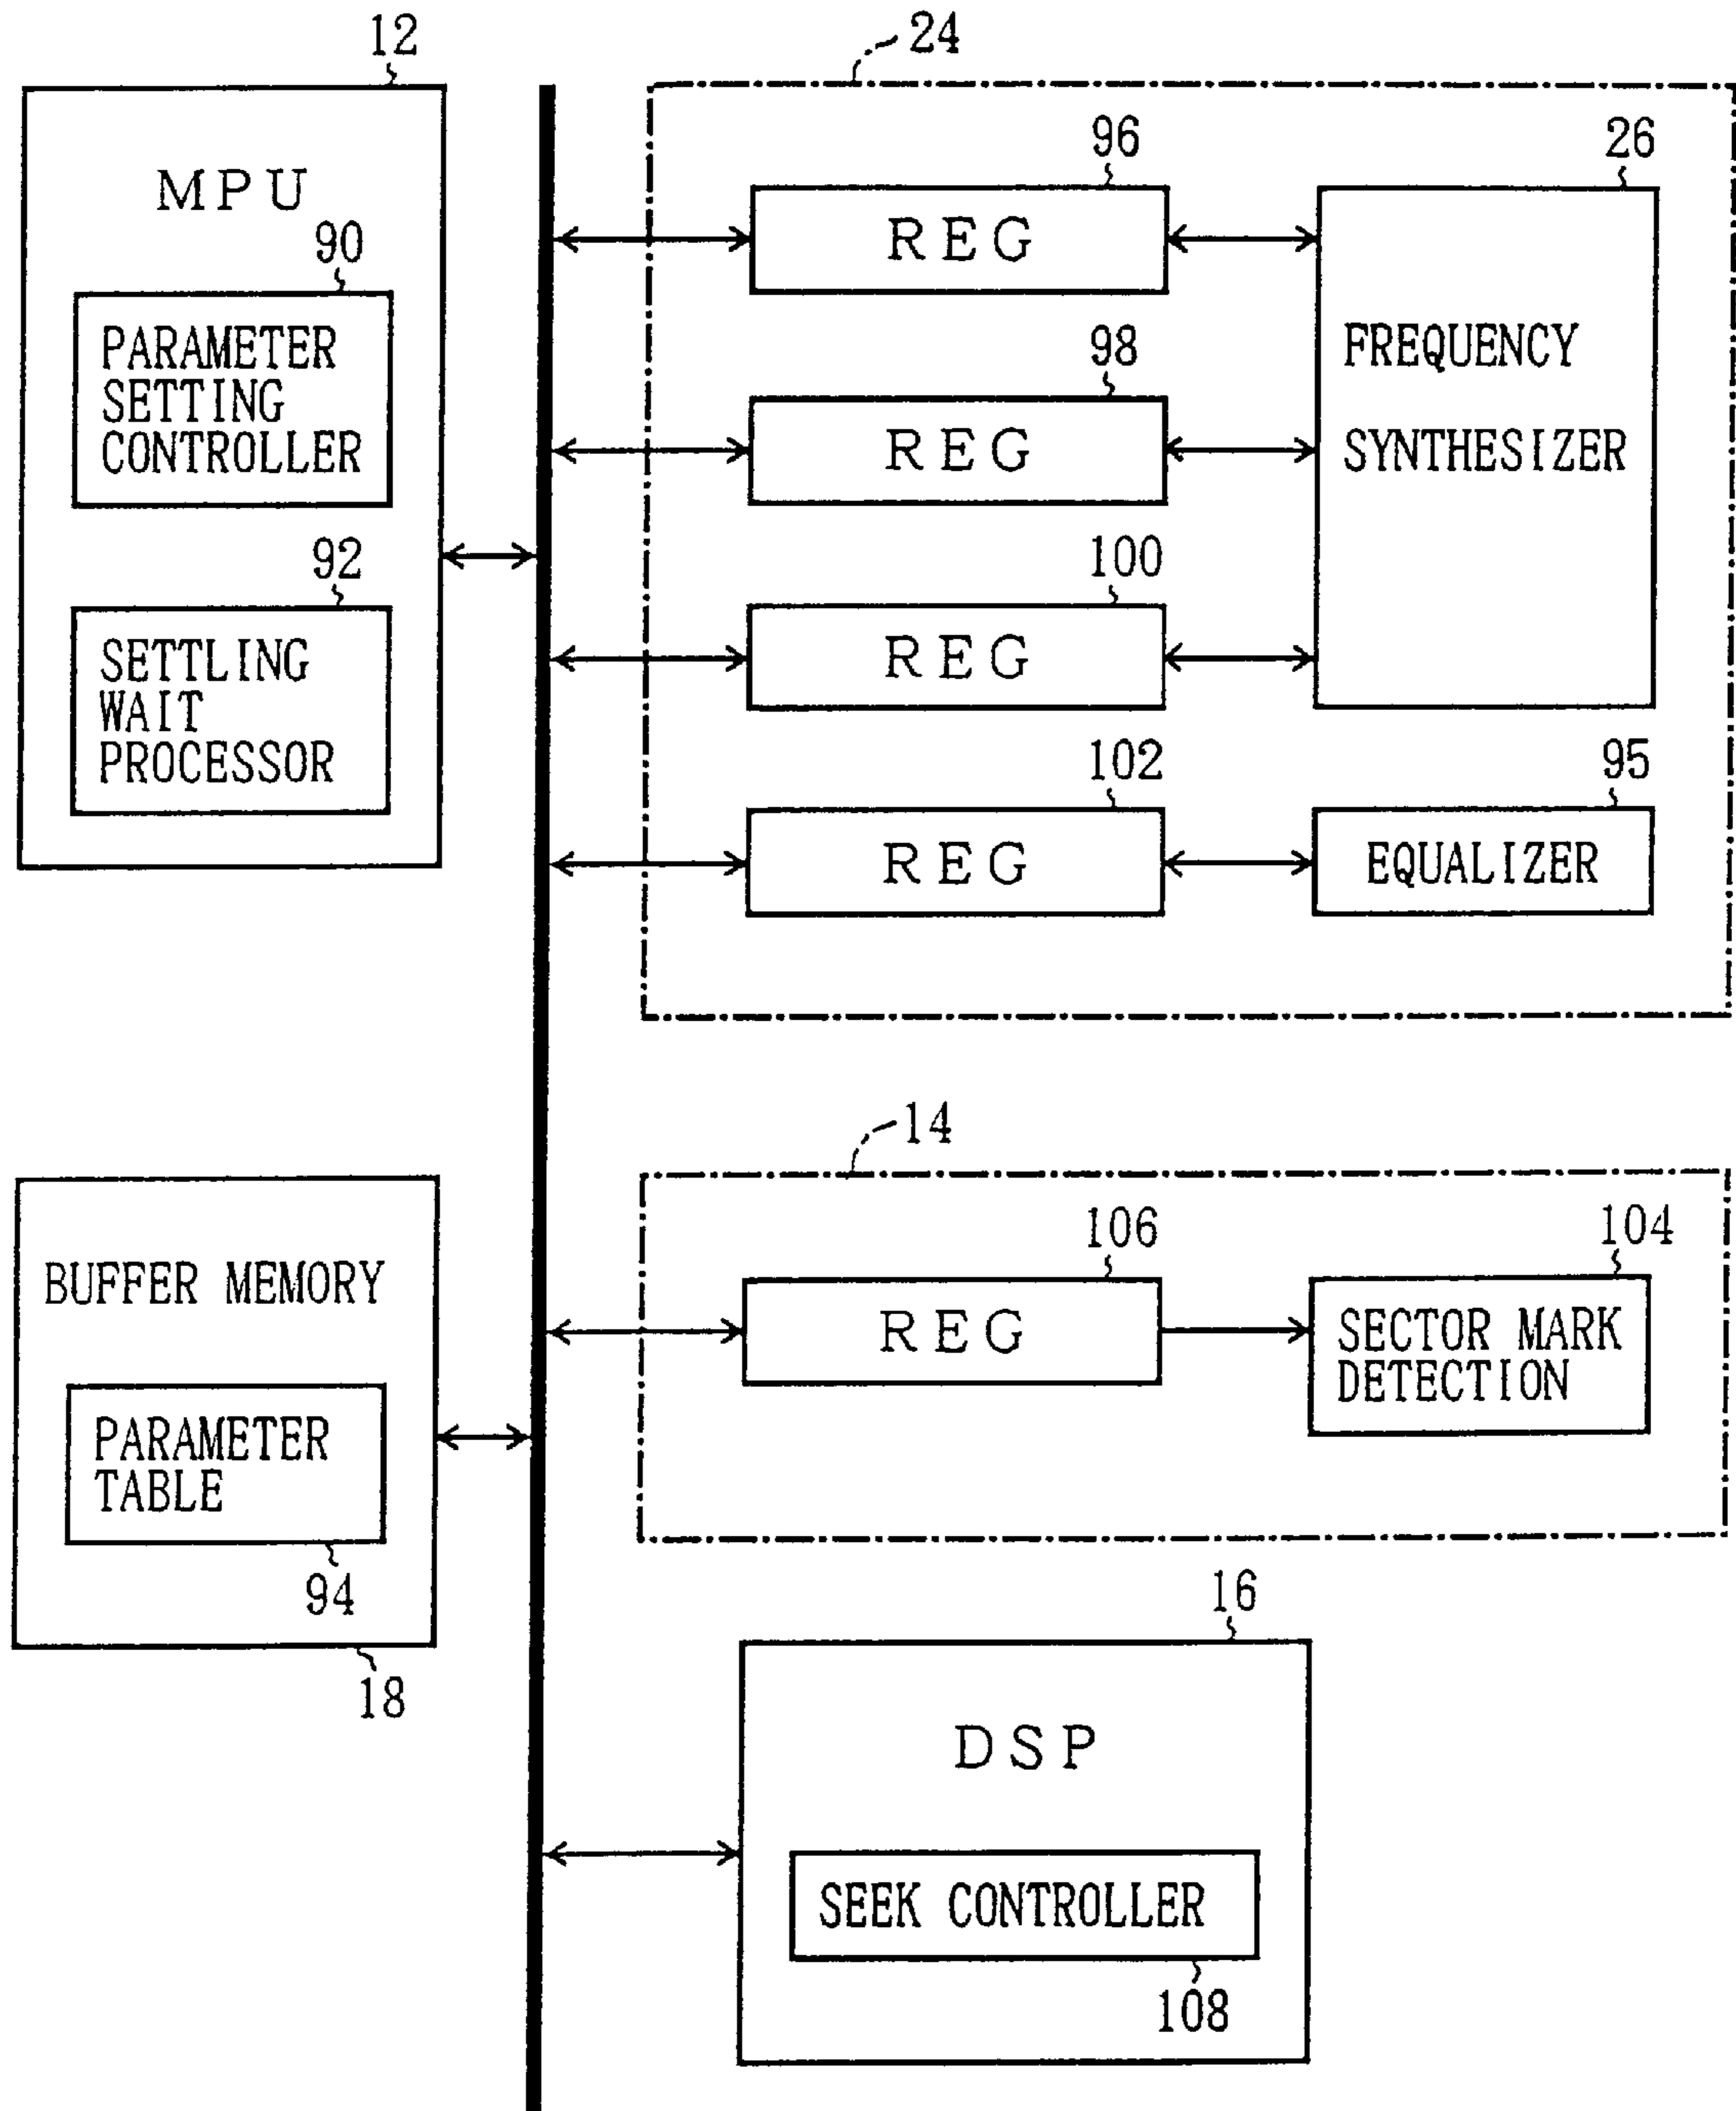 12
MPU
90
PARAMETER
SETTING
CONTROLLER
92
SETTLING
WAIT
PROCESSOR
24
96
REG
26
FREQUENCY
SYNTHESIZER
98
REG
100
REG
102
REG
95
EQUALIZER
BUFFER MEMORY
PARAMETER
TABLE
94
18
14
106
REG
104
SECTOR MARK
DETECTION
16
DSP
SEEK CONTROLLER
108